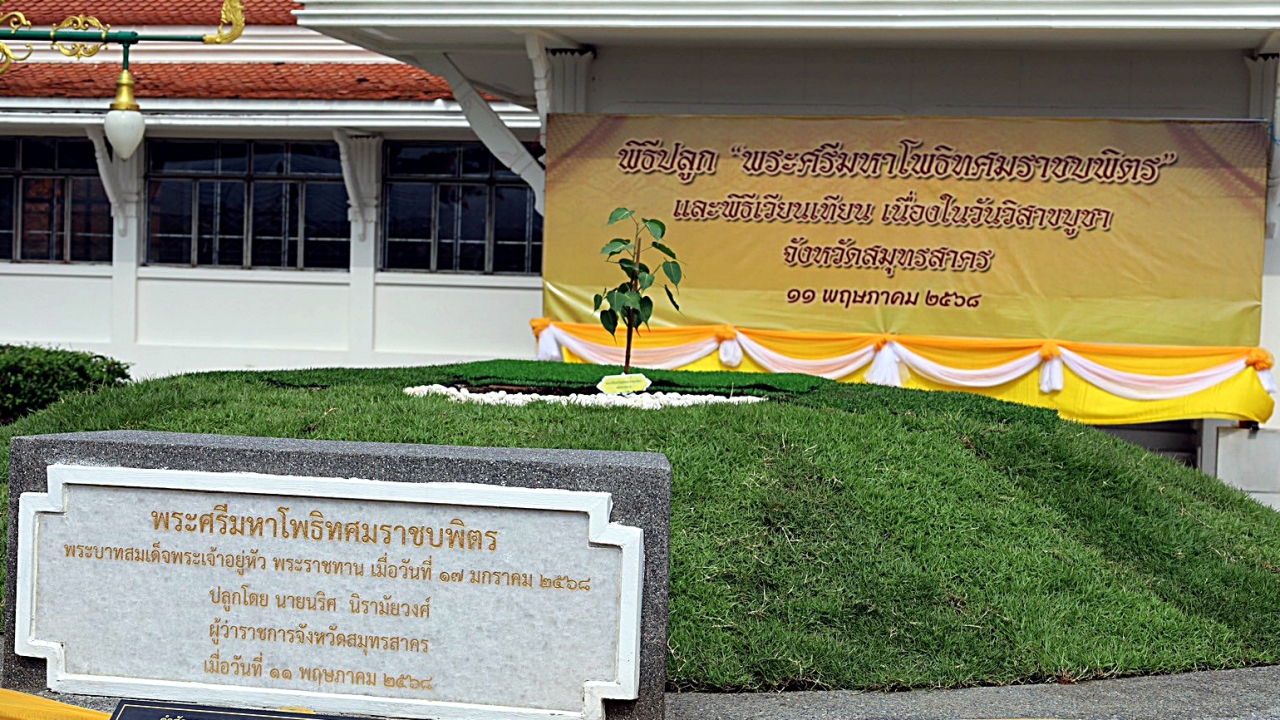 พิธีปลูก “พระศรีมหาโพธิทศมราชบพิตร”
และพิธีเวียนเทียน เนื่องในวันวิสาขบูชา
จังหวัดสมุทรสาคร
๑๑ พฤษภาคม ๒๕๖๘
พระศรีมหาโพธิทศมราชบพิตร
พระบาทสมเด็จพระเจ้าอยู่หัว พระราชทาน เมื่อวันที่ ๑๗ มกราคม ๒๕๖๘
ปลูกโดย นายนริศ นิรามัยวงศ์
ผู้ว่าราชการจังหวัดสมุทรสาคร
เมื่อวันที่ ๑๑ พฤษภาคม ๒๕๖๘